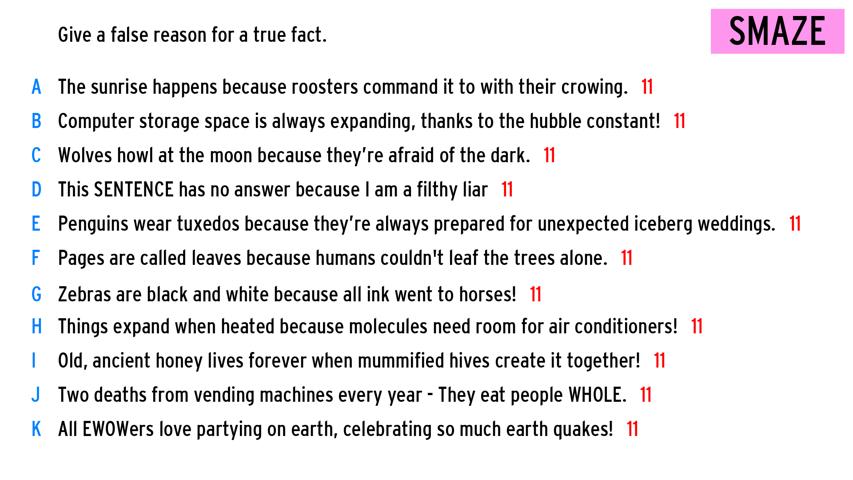 Give a false reason for a true fact.
SMAZE
A The sunrise happens because roosters command it to with their crowing. 11
B Computer storage space is always expanding, thanks to the hubble constant! 11
C Wolves howl at the moon because they're afraid of the dark. 11
D This SENTENCE has no answer because I am a filthy liar 11
E Penguins wear tuxedos because they're always prepared for unexpected iceberg weddings. 11
F Pages are called leaves because humans couldn't leaf the trees alone. 11
G Zebras are black and white because all ink went to horses! 11
H Things expand when heated because molecules need room for air conditioners! 11
I Old, ancient honey lives forever when mummified hives create it together! 11
J Two deaths from vending machines every year - They eat people WHOLE. 11
K All EWOWers love partying on earth, celebrating so much earth quakes! 11